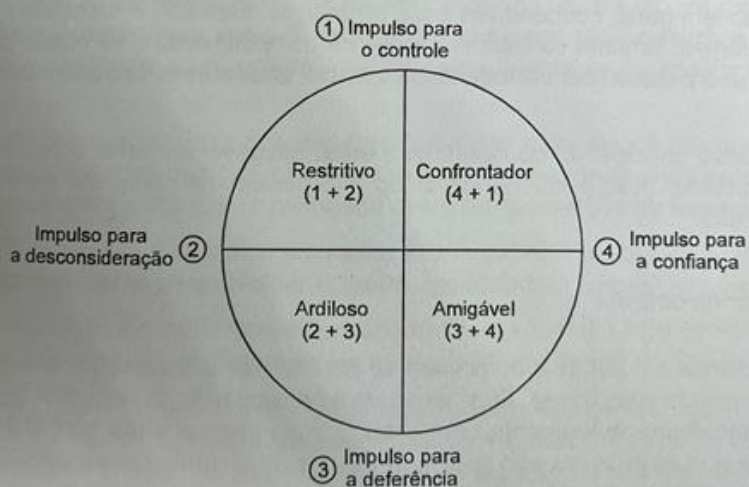 ① Impulso para
o controle
Restritivo
(1 + 2)
Confrontador
(4 + 1)
Impulso para
a desconsideração ②
④ Impulso para
a confiança
Ardiloso
(2 + 3)
Amigável
(3 + 4)
③ Impulso para
a deferência